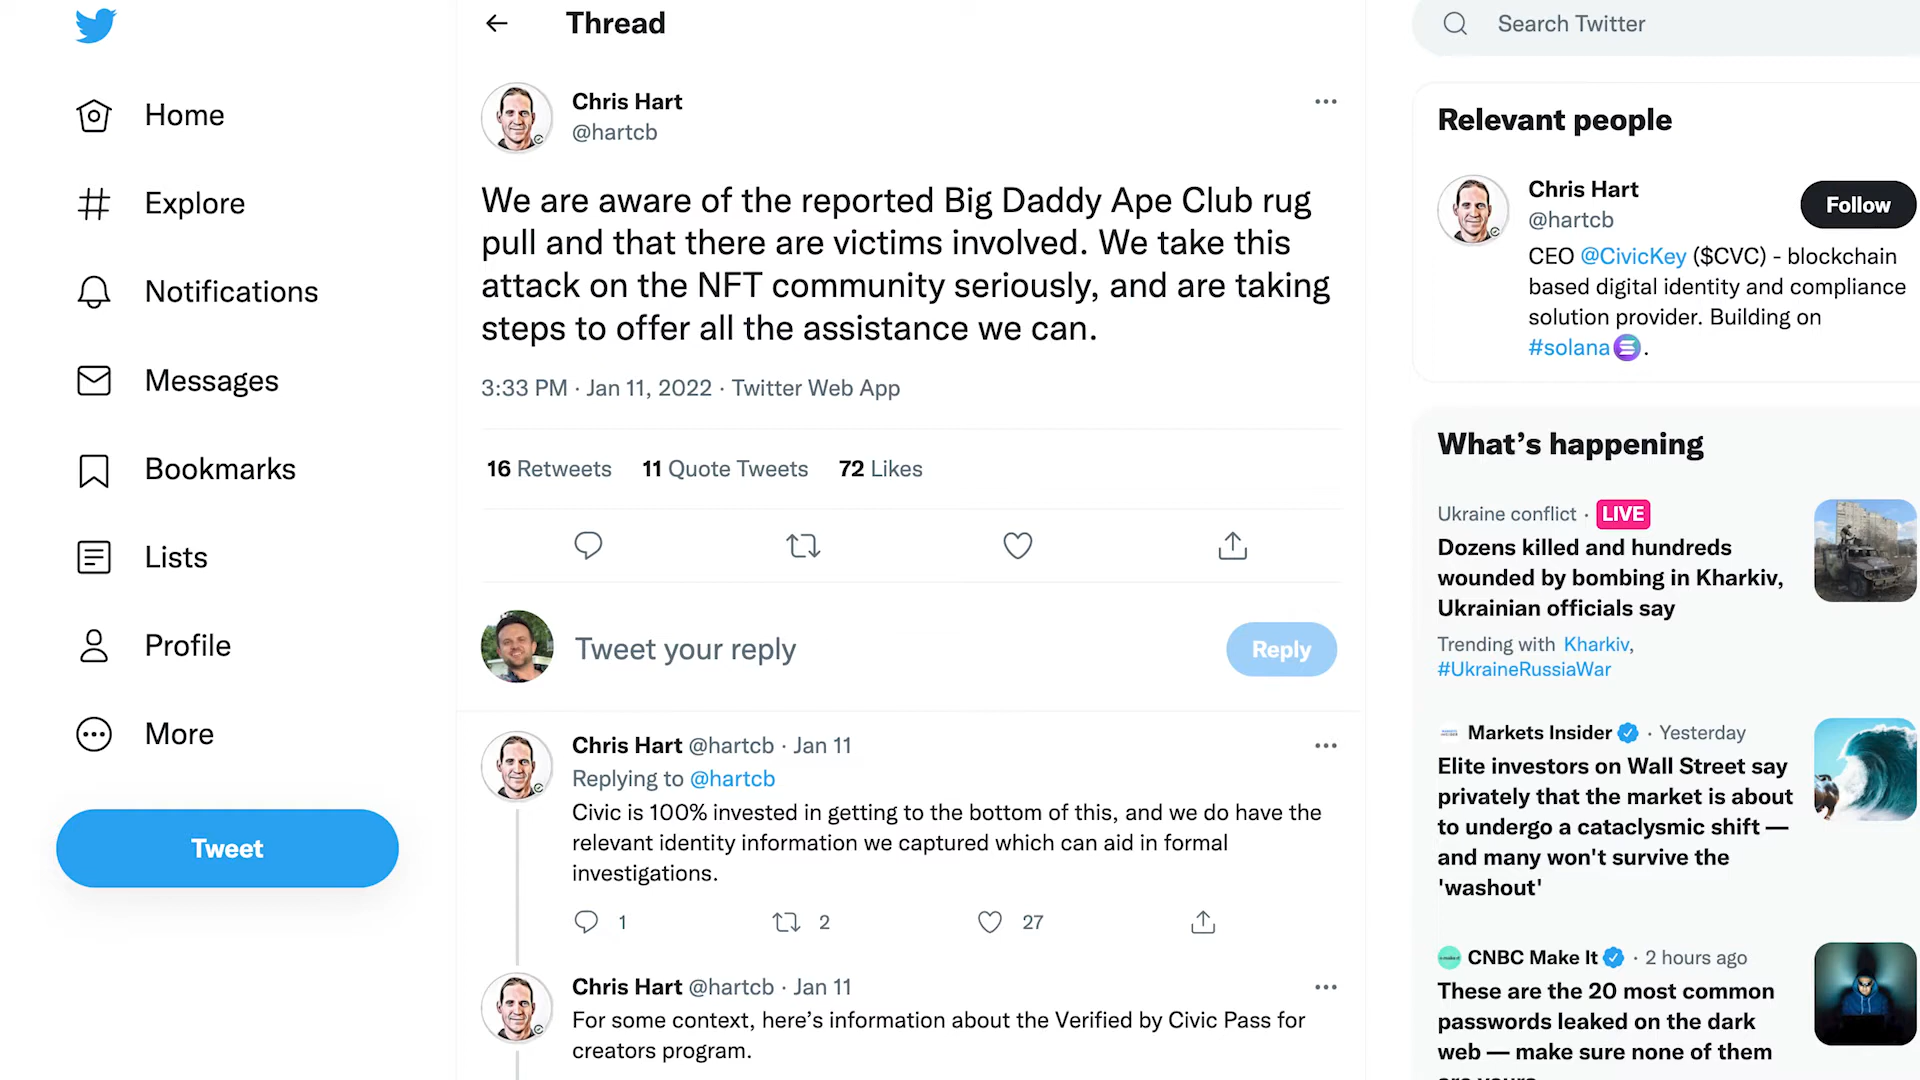 Home
Explore
Notifications
Messages
Bookmarks
Lists
Profile
More
Tweet
Thread
Chris Hart
@hartcb
We are aware of the reported Big Daddy Ape Club rug
pull and that there are victims involved. We take this
attack on the NFT community seriously, and are taking
steps to offer all the assistance we can.
3:33 PM · Jan 11, 2022 · Twitter Web App
16 Retweets 11 Quote Tweets 72 Likes
Tweet your reply
Reply
Chris Hart @hartcb · Jan 11
Replying to @hartcb
Civic is 100% invested in getting to the bottom of this, and we do have the
relevant identity information we captured which can aid in formal
investigations.
1 2 27
Chris Hart @hartcb · Jan 11
For some context, here’s information about the Verified by Civic Pass for
creators program.
Search Twitter
Relevant people
Chris Hart
@hartcb
Follow
CEO @CivicKey ($CVC) - blockchain
based digital identity and compliance
solution provider. Building on
#solana .
What’s happening
Ukraine conflict · LIVE
Dozens killed and hundreds
wounded by bombing in Kharkiv,
Ukrainian officials say
Trending with Kharkiv,
#UkraineRussiaWar
Markets Insider · Yesterday
Elite investors on Wall Street say
privately that the market is about
to undergo a cataclysmic shift —
and many won't survive the
'washout'
CNBC Make It · 2 hours ago
These are the 20 most common
passwords leaked on the dark
web — make sure none of them